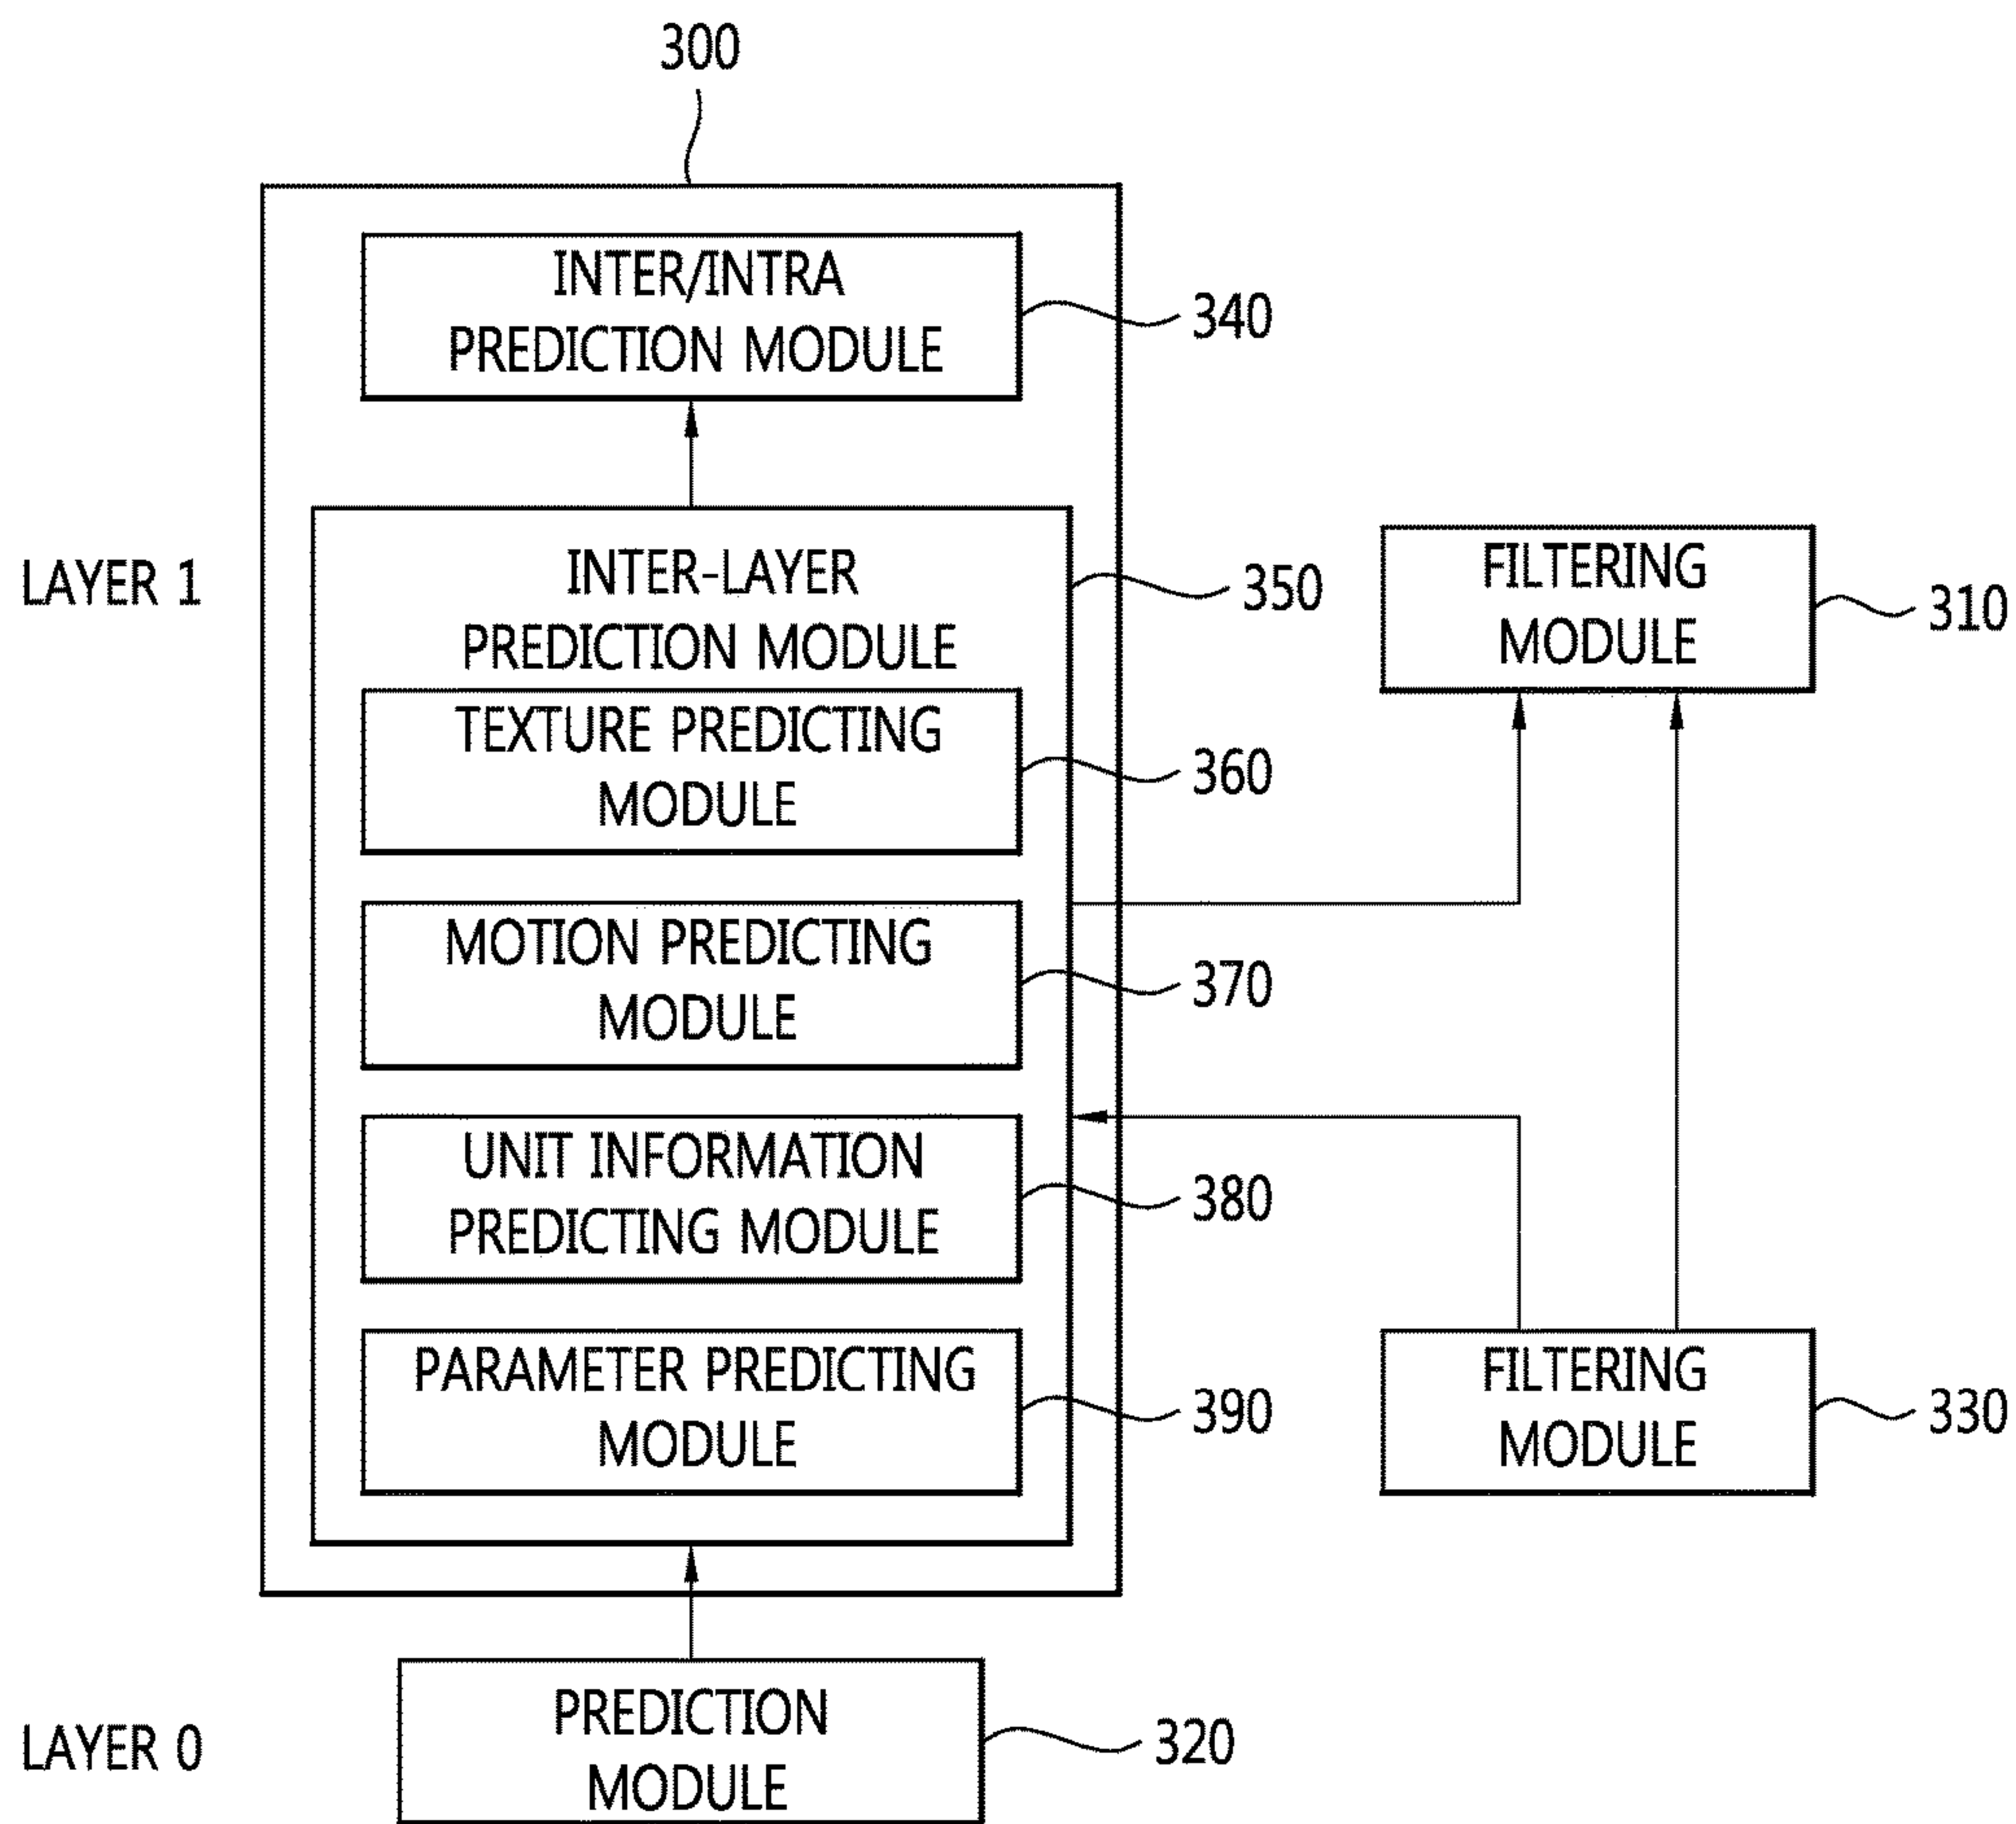 300
INTER/INTRA
PREDICTION MODULE
340
LAYER 1
INTER-LAYER
PREDICTION MODULE
350
FILTERING
MODULE
310
TEXTURE PREDICTING
MODULE
360
MOTION PREDICTING
MODULE
370
UNIT INFORMATION
PREDICTING MODULE
380
PARAMETER PREDICTING
MODULE
390
FILTERING
MODULE
330
LAYER 0
PREDICTION
MODULE
320